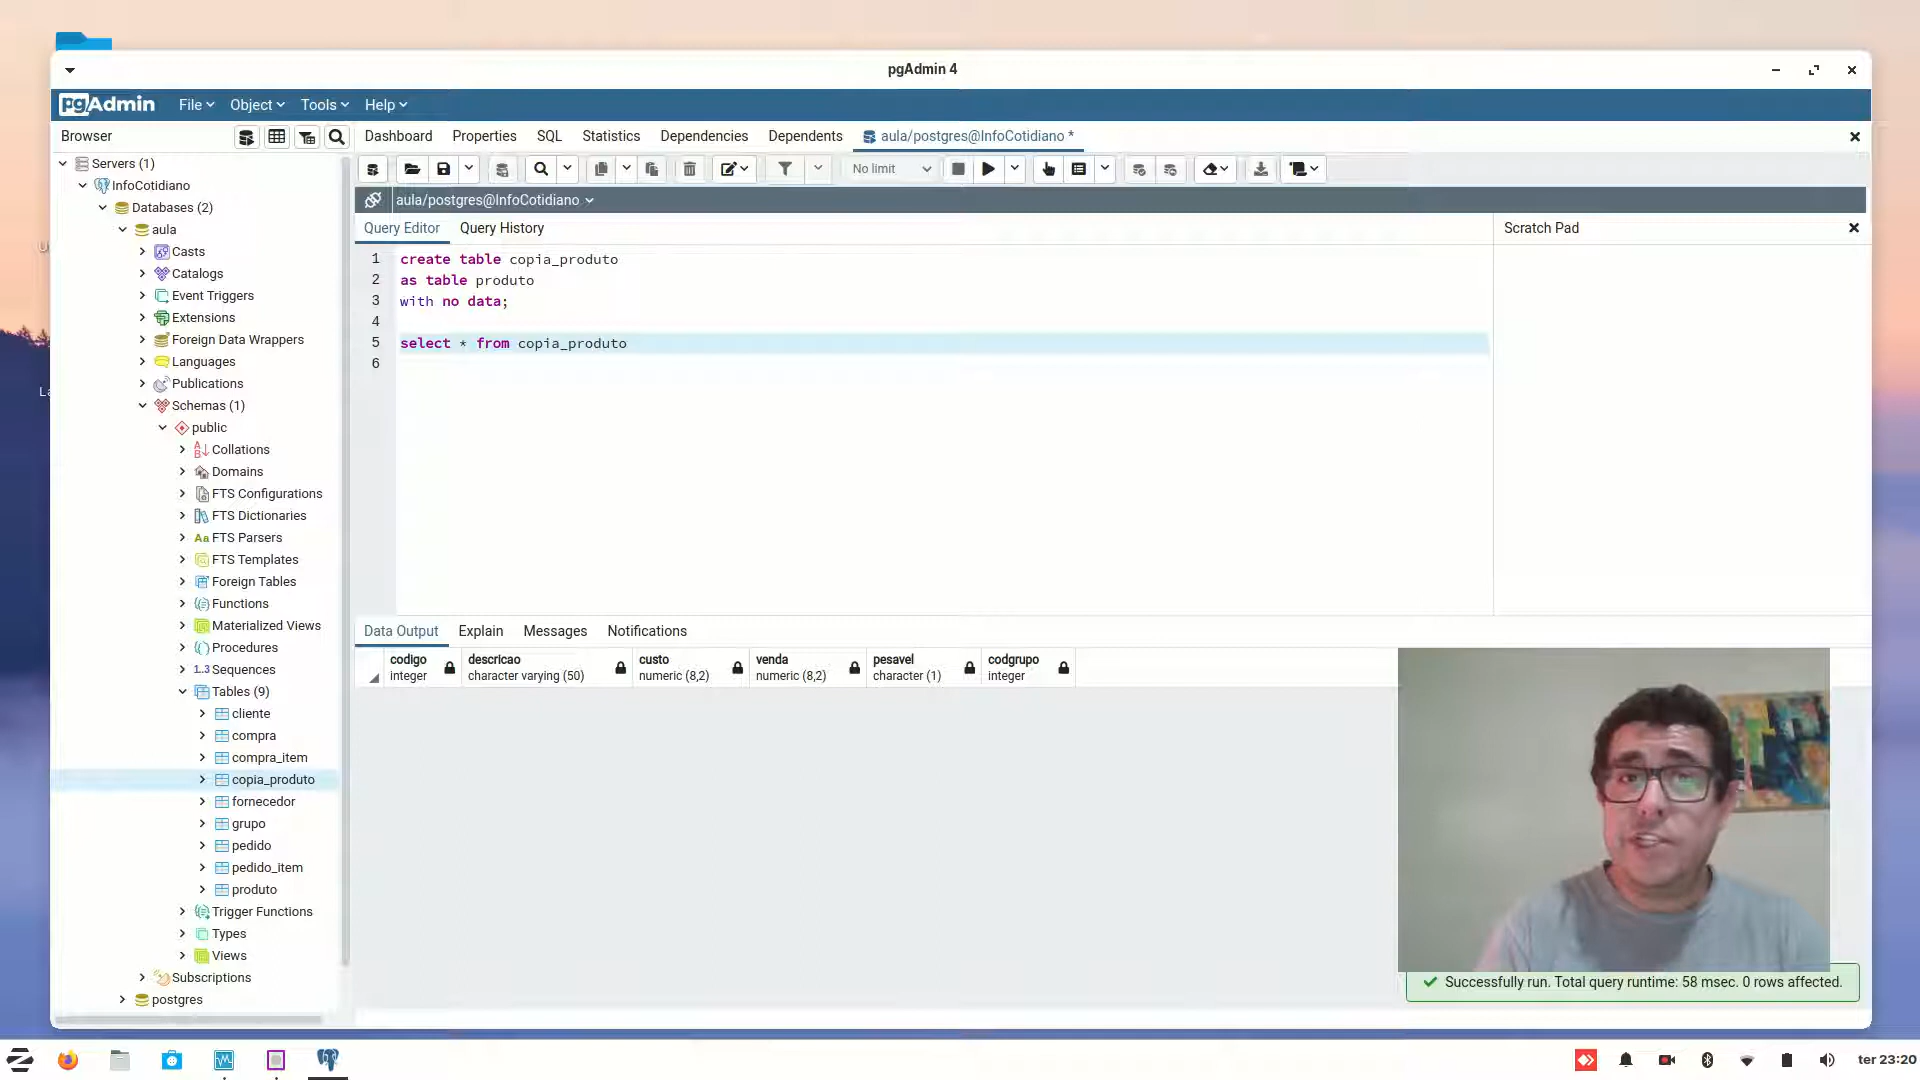 pgAdmin 4
pgAdmin File Object Tools Help
Browser
Dashboard Properties SQL Statistics Dependencies Dependents aula/postgres@InfoCotidiano *
No limit
aula/postgres@InfoCotidiano
Query Editor Query History
Scratch Pad
1 create table copia_produto
2 as table produto
3 with no data;
4
5 select * from copia_produto
6
Servers (1)
InfoCotidiano
Databases (2)
aula
Casts
Catalogs
Event Triggers
Extensions
Foreign Data Wrappers
Languages
Publications
Schemas (1)
public
Collations
Domains
FTS Configurations
FTS Dictionaries
Aa FTS Parsers
FTS Templates
Foreign Tables
Functions
Materialized Views
Procedures
1..3 Sequences
Tables (9)
cliente
compra
compra_item
copia_produto
fornecedor
grupo
pedido
pedido_item
produto
Trigger Functions
Types
Views
Subscriptions
postgres
Data Output Explain Messages Notifications
codigo descricao custo venda pesavel codgrupo
integer character varying (50) numeric (8,2) numeric (8,2) character (1) integer
Successfully run. Total query runtime: 58 msec. 0 rows affected.
ter 23:20